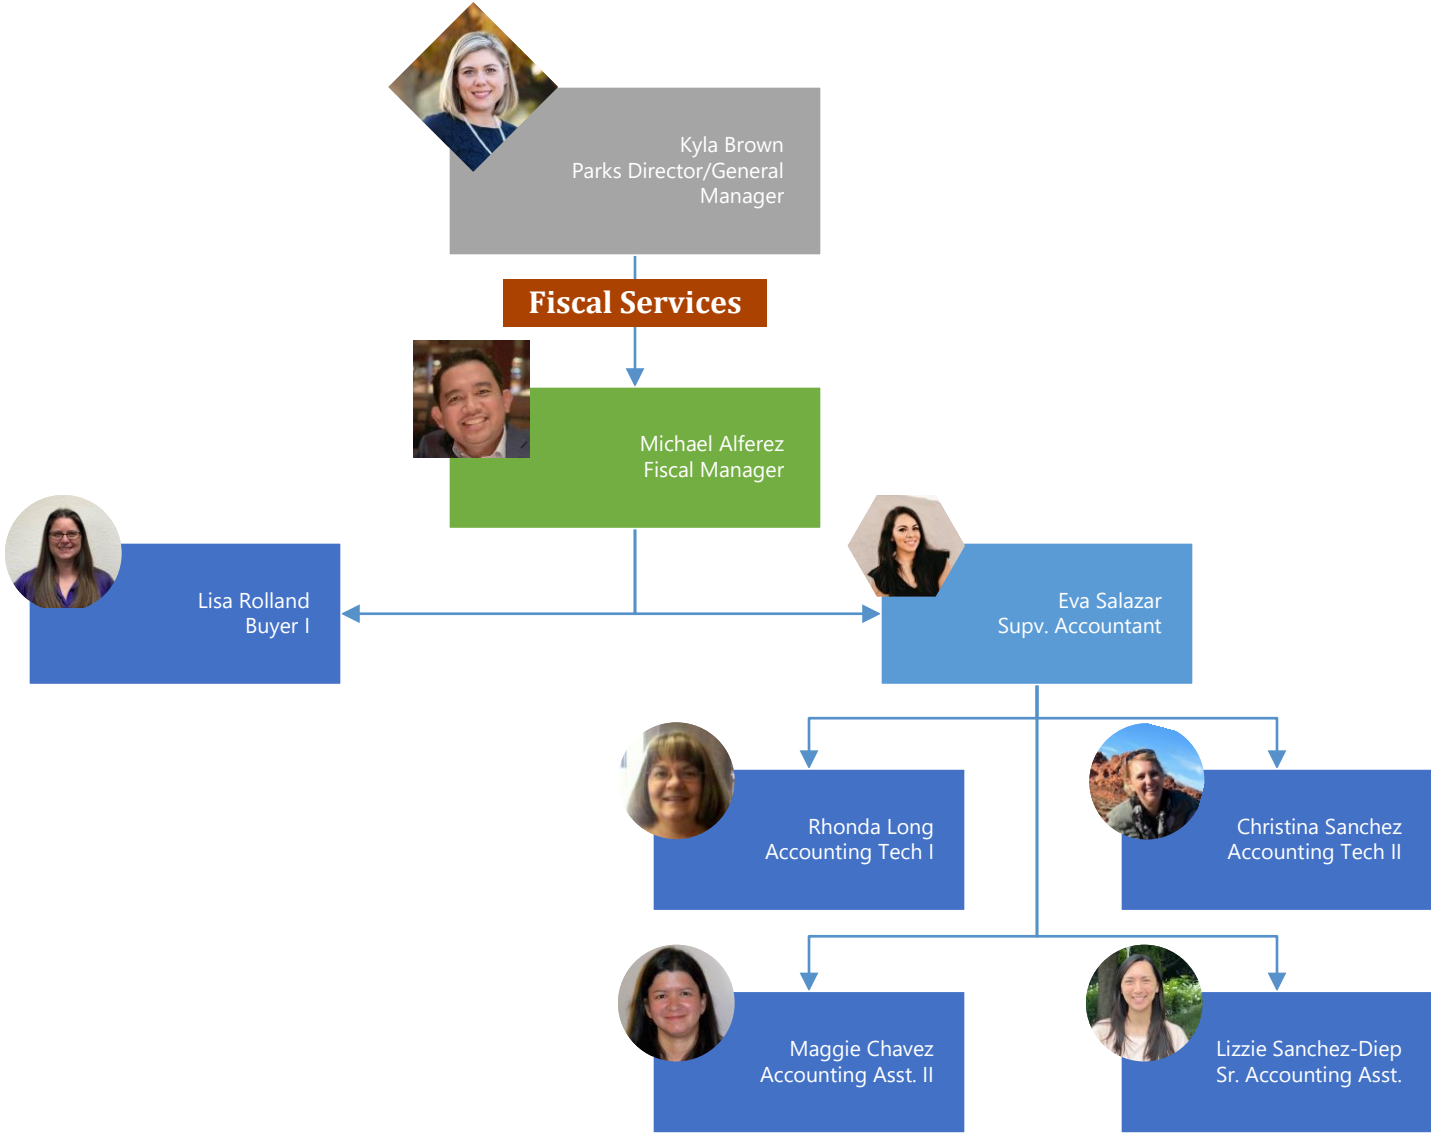 Kyla Brown
Parks Director/General
Manager
Fiscal Services
Michael Alferez
Fiscal Manager
Lisa Rolland
Buyer I
Eva Salazar
Supv. Accountant
Rhonda Long
Accounting Tech I
Christina Sanchez
Accounting Tech II
Maggie Chavez
Accounting Asst. II
Lizzie Sanchez-Diep
Sr. Accounting Asst.